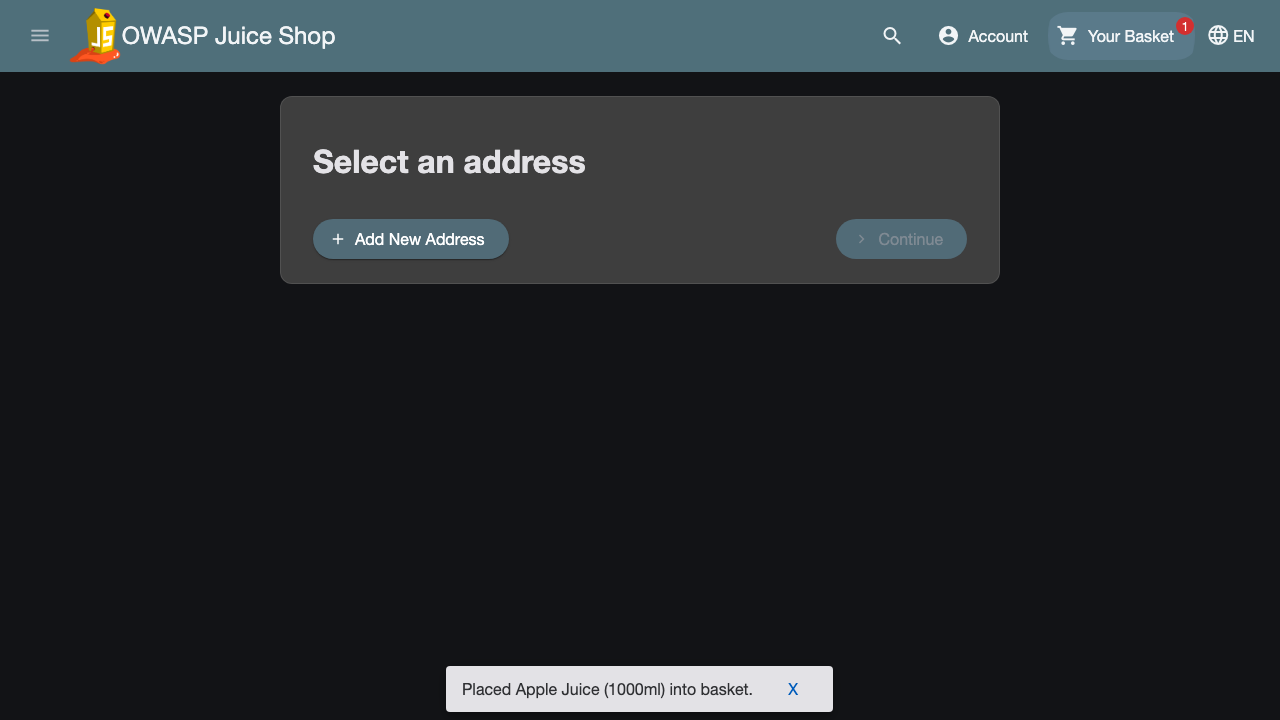 OWASP Juice Shop
Account
Your Basket
1
EN
Select an address
Add New Address
Continue
Placed Apple Juice (1000ml) into basket.
X